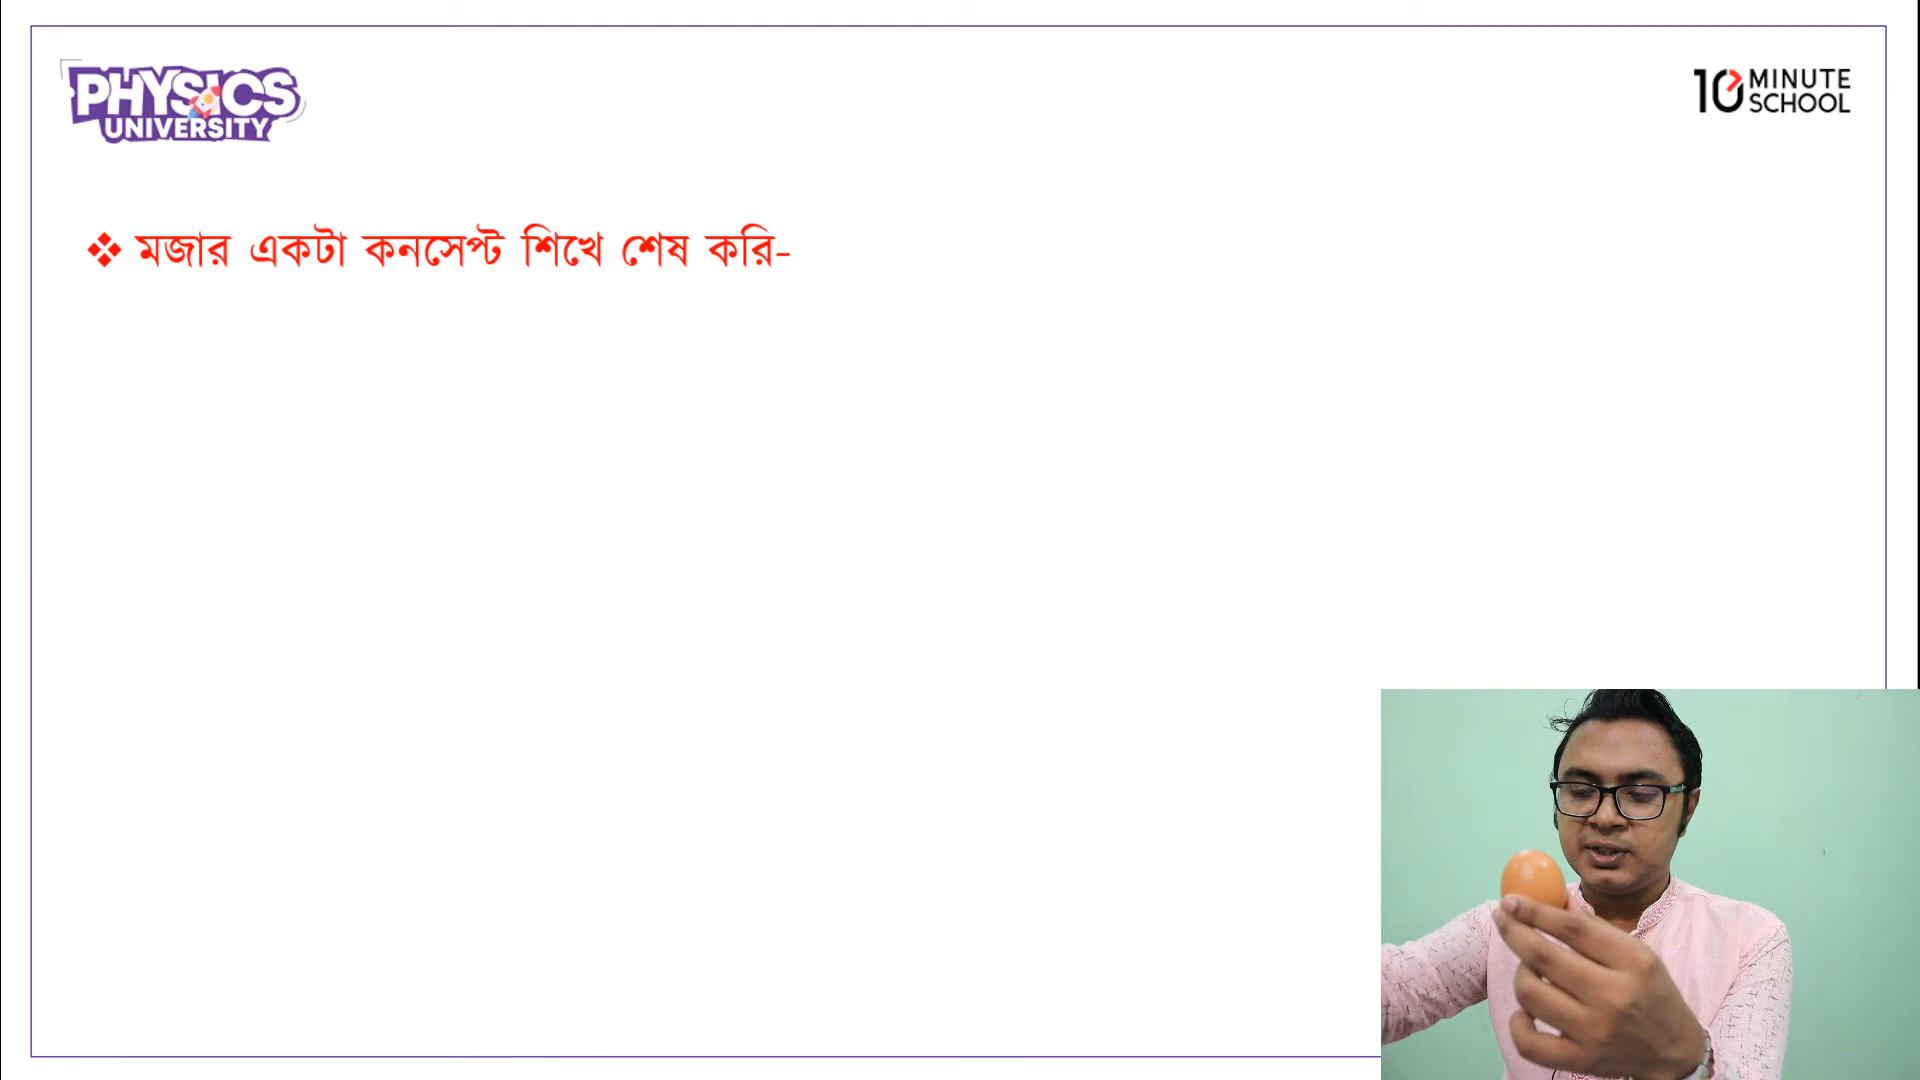 PHYSICS
UNIVERSITY
10 MINUTE
SCHOOL
❖ মজার একটা কনসেপ্ট শিখে শেষ করি-